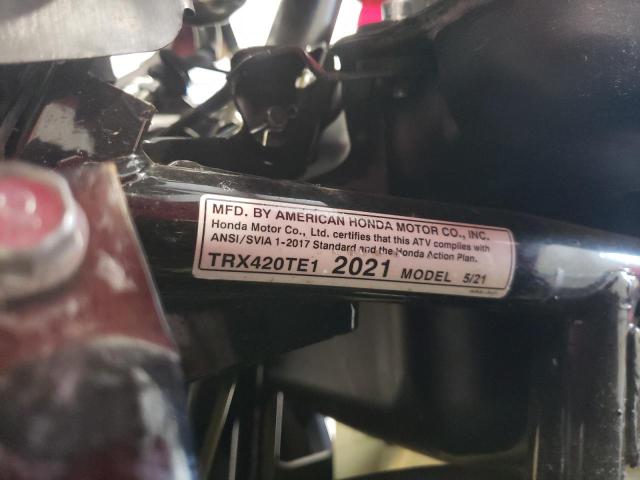 MFD. BY AMERICAN HONDA MOTOR CO., INC.
Honda Motor Co., Ltd. certifies that this ATV complies with
ANSI/SVIA 1-2017 Standard and the Honda Action Plan.
TRX420TE1 2021 MODEL 5/21